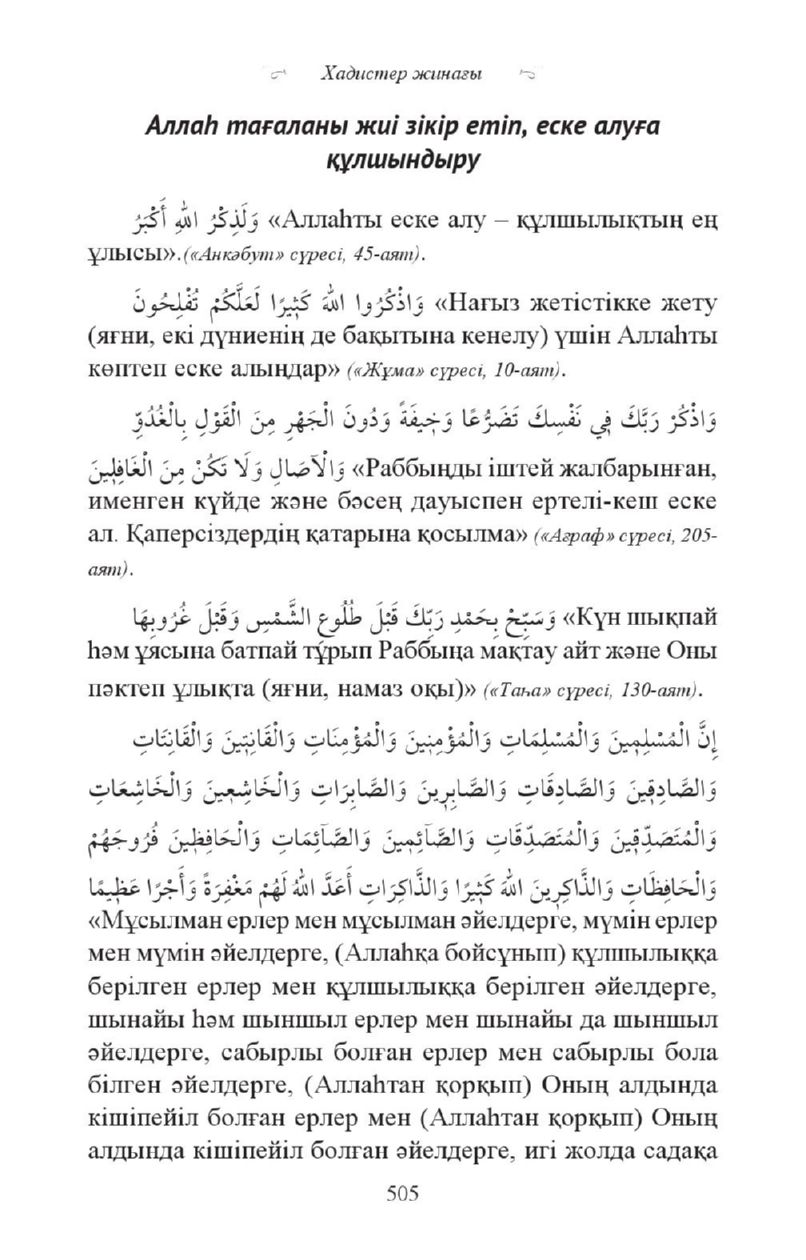 Хадистер жинағы
Аллаһ тағаланы жиі зікір етіп, еске алуға
құлшындыру
وَلَذِكْرُ اللهِ أَكْبَرُ «Аллаһты еске алу – құлшылықтың ең
ұлысы».(«Анкәбут» сүресі, 45-аят).
وَاذْكُرُوا اللهَ كَثِيرًا لَعَلَّكُمْ تُفْلِحُونَ «Нағыз жетістікке жету
(яғни, екі дүниенің де бақытына кенелу) үшін Аллаһты
көптеп еске алыңдар» («Жұма» сүресі, 10-аят).
وَاذْكُرْ رَبَّكَ فِي نَفْسِكَ تَضَرُّعًا وَخِيفَةً وَدُونَ الْجَهْرِ مِنَ الْقَوْلِ بِالْغُدُوِّ
وَالْآصَالِ وَلَا تَكُنْ مِنَ الْغَافِلِينَ «Раббыңды іштей жалбарынған,
именген күйде және бәсең дауыспен ертелі-кеш еске
ал. Қаперсіздердің қатарына қосылма» («Ағраф» сүресі, 205-
аят).
وَسَبِّحْ بِحَمْدِ رَبِّكَ قَبْلَ طُلُوعِ الشَّمْسِ وَقَبْلَ غُرُوبِهَا «Күн шықпай
һәм ұясына батпай тұрып Раббыңа мақтау айт және Оны
пәктеп ұлықта (яғни, намаз оқы)» («Таһа» сүресі, 130-аят).
إِنَّ الْمُسْلِمِينَ وَالْمُسْلِمَاتِ وَالْمُؤْمِنِينَ وَالْمُؤْمِنَاتِ وَالْقَانِتِينَ وَالْقَانِتَاتِ
وَالصَّادِقِينَ وَالصَّادِقَاتِ وَالصَّابِرِينَ وَالصَّابِرَاتِ وَالْخَاشِعِينَ وَالْخَاشِعَاتِ
وَالْمُتَصَدِّقِينَ وَالْمُتَصَدِّقَاتِ وَالصَّآئِمِينَ وَالصَّآئِمَاتِ وَالْحَافِظِينَ فُرُوجَهُمْ
وَالْحَافِظَاتِ وَالذَّاكِرِينَ اللهَ كَثِيرًا وَالذَّاكِرَاتِ أَعَدَّ اللهُ لَهُمْ مَغْفِرَةً وَأَجْرًا عَظِيمًا
«Мұсылман ерлер мен мұсылман әйелдерге, мүмін ерлер
мен мүмін әйелдерге, (Аллаһқа бойсұнып) құлшылыққа
берілген ерлер мен құлшылыққа берілген әйелдерге,
шынайы һәм шыншыл ерлер мен шынайы да шыншыл
әйелдерге, сабырлы болған ерлер мен сабырлы бола
білген әйелдерге, (Аллаһтан қорқып) Оның алдында
кішіпейіл болған ерлер мен (Аллаһтан қорқып) Оның
алдында кішіпейіл болған әйелдерге, игі жолда садақа
505